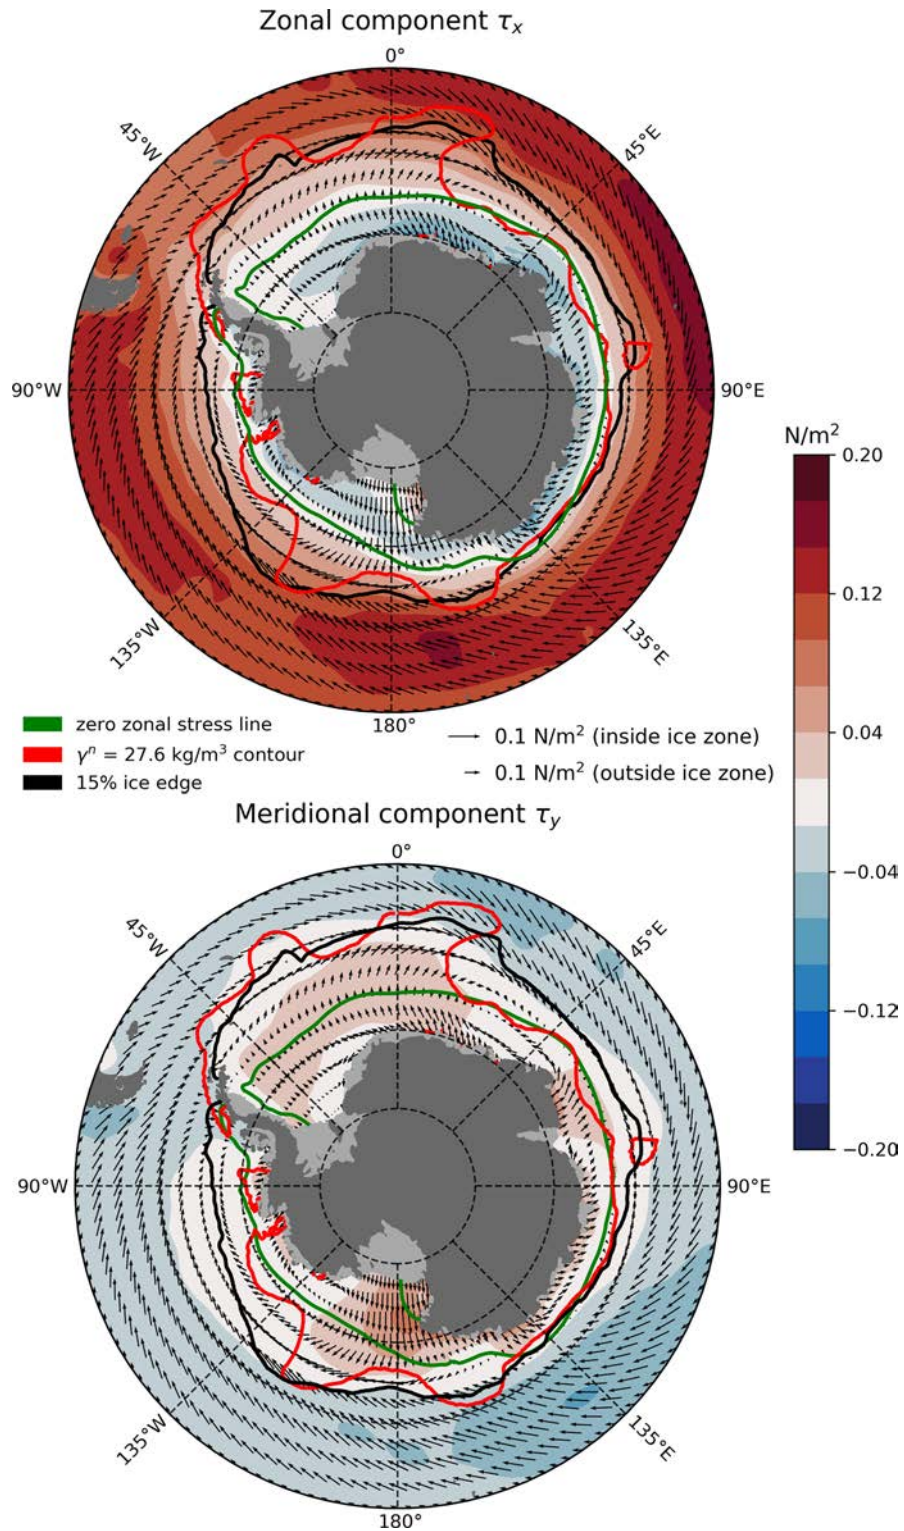 Zonal component τx
0°
45°W
45°E
90°W
90°E
135°W
135°E
180°
N/m²
0.20
0.12
0.04
−0.04
−0.12
−0.20
zero zonal stress line
γⁿ = 27.6 kg/m³ contour
15% ice edge
0.1 N/m² (inside ice zone)
0.1 N/m² (outside ice zone)
Meridional component τy
0°
45°W
45°E
90°W
90°E
135°W
135°E
180°